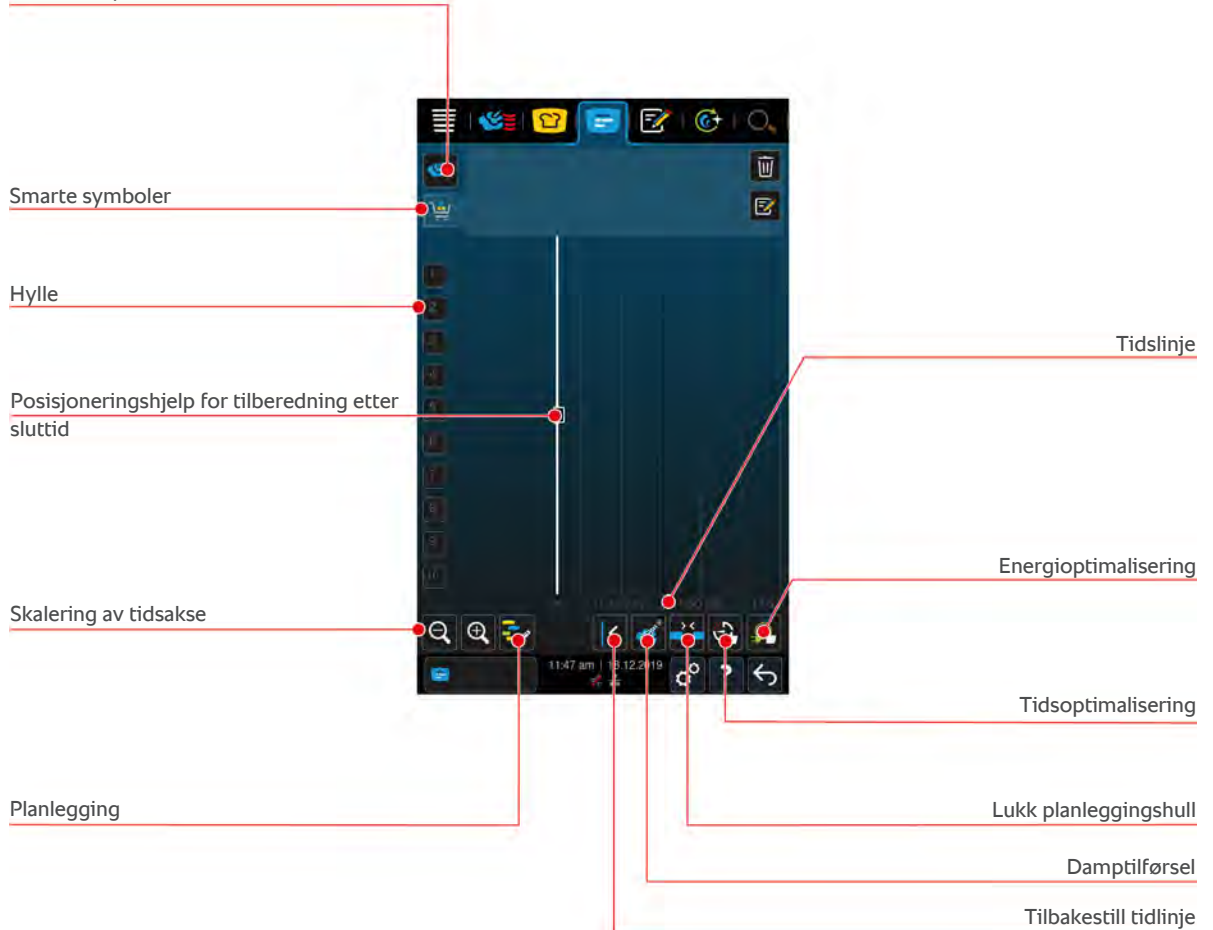 Smarte symboler
Hylle
Tidslinje
Posisjoneringshjelp for tilberedning etter
sluttid
Energioptimalisering
Skalering av tidsakse
11:47 am | 18.12.2019
Tidsoptimalisering
Planlegging
Lukk planleggingshull
Damptilførsel
Tilbakestill tidlinje